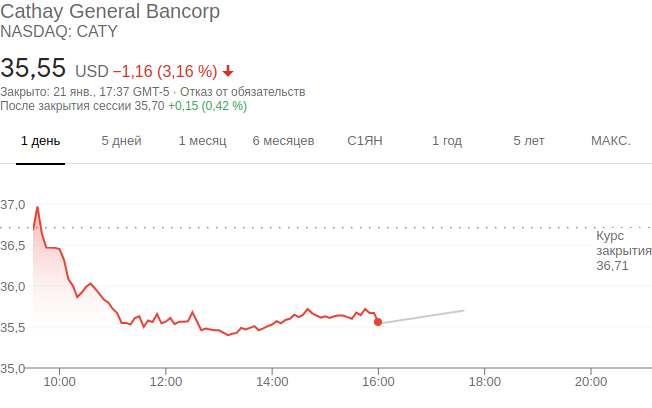 Cathay General Bancorp
NASDAQ: CATY
35,55 USD −1,16 (3,16 %)
Закрыто: 21 янв., 17:37 GMT-5 · Отказ от обязательств
После закрытия сессии 35,70 +0,15 (0,42 %)
1 день 5 дней 1 месяц 6 месяцев С1ЯН 1 год 5 лет МАКС.
37,0
36,5
36,0
35,5
35,0
Курс
закрытия
36,71
10:00 12:00 14:00 16:00 18:00 20:00